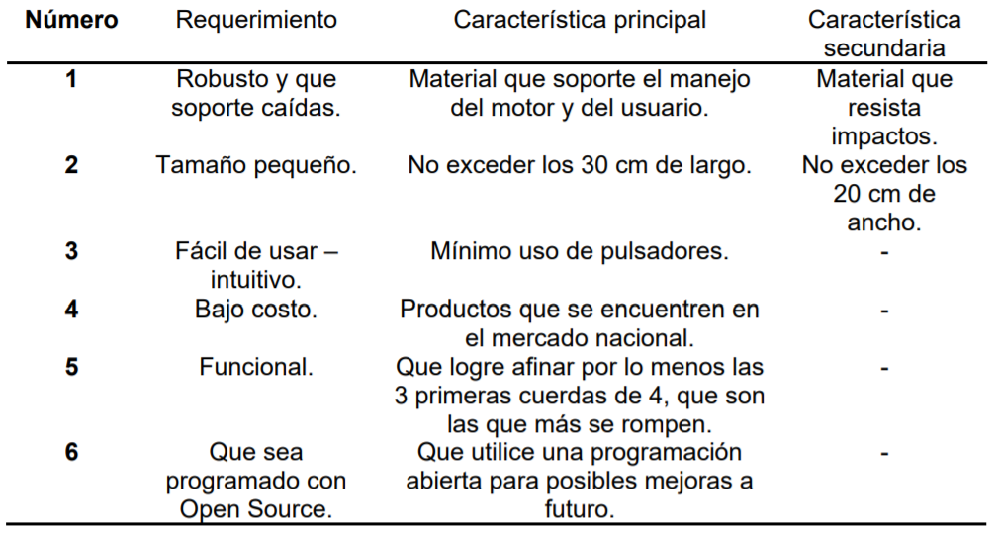 Número Requerimiento Característica principal Característica secundaria
1 Robusto y que soporte caídas. Material que soporte el manejo del motor y del usuario. Material que resista impactos.
2 Tamaño pequeño. No exceder los 30 cm de largo. No exceder los 20 cm de ancho.
3 Fácil de usar – intuitivo. Mínimo uso de pulsadores. -
4 Bajo costo. Productos que se encuentren en el mercado nacional. -
5 Funcional. Que logre afinar por lo menos las 3 primeras cuerdas de 4, que son las que más se rompen. -
6 Que sea programado con Open Source. Que utilice una programación abierta para posibles mejoras a futuro. -